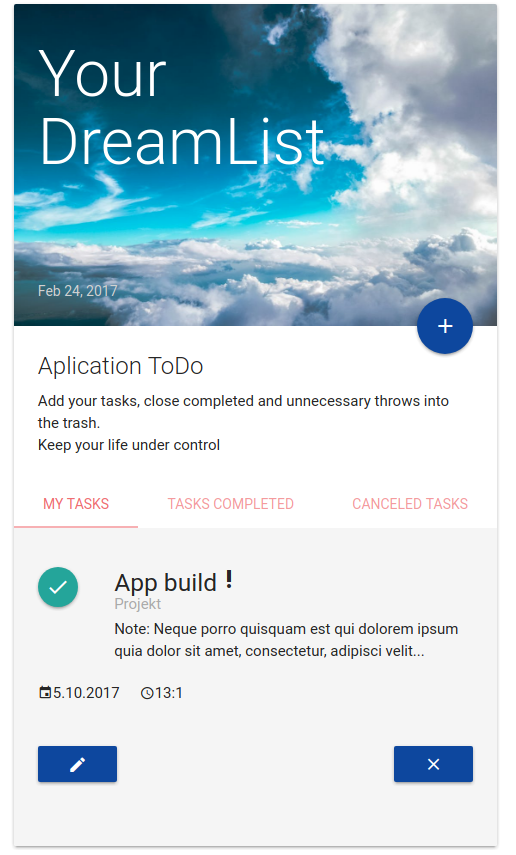 Your
DreamList
Feb 24, 2017
Aplication ToDo
Add your tasks, close completed and unnecessary throws into
the trash.
Keep your life under control
MY TASKS TASKS COMPLETED CANCELED TASKS
App build !
Projekt
Note: Neque porro quisquam est qui dolorem ipsum
quia dolor sit amet, consectetur, adipisci velit...
5.10.2017 13:1